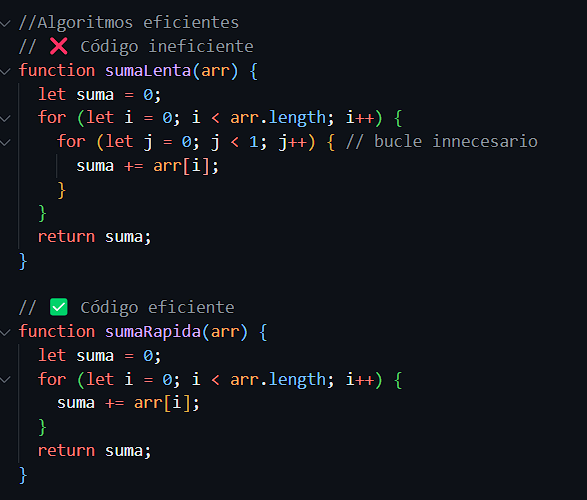 //Algoritmos eficientes
// ❌ Código ineficiente
function sumaLenta(arr) {
  let suma = 0;
  for (let i = 0; i < arr.length; i++) {
    for (let j = 0; j < 1; j++) { // bucle innecesario
      suma += arr[i];
    }
  }
  return suma;
}

// ✅ Código eficiente
function sumaRapida(arr) {
  let suma = 0;
  for (let i = 0; i < arr.length; i++) {
    suma += arr[i];
  }
  return suma;
}